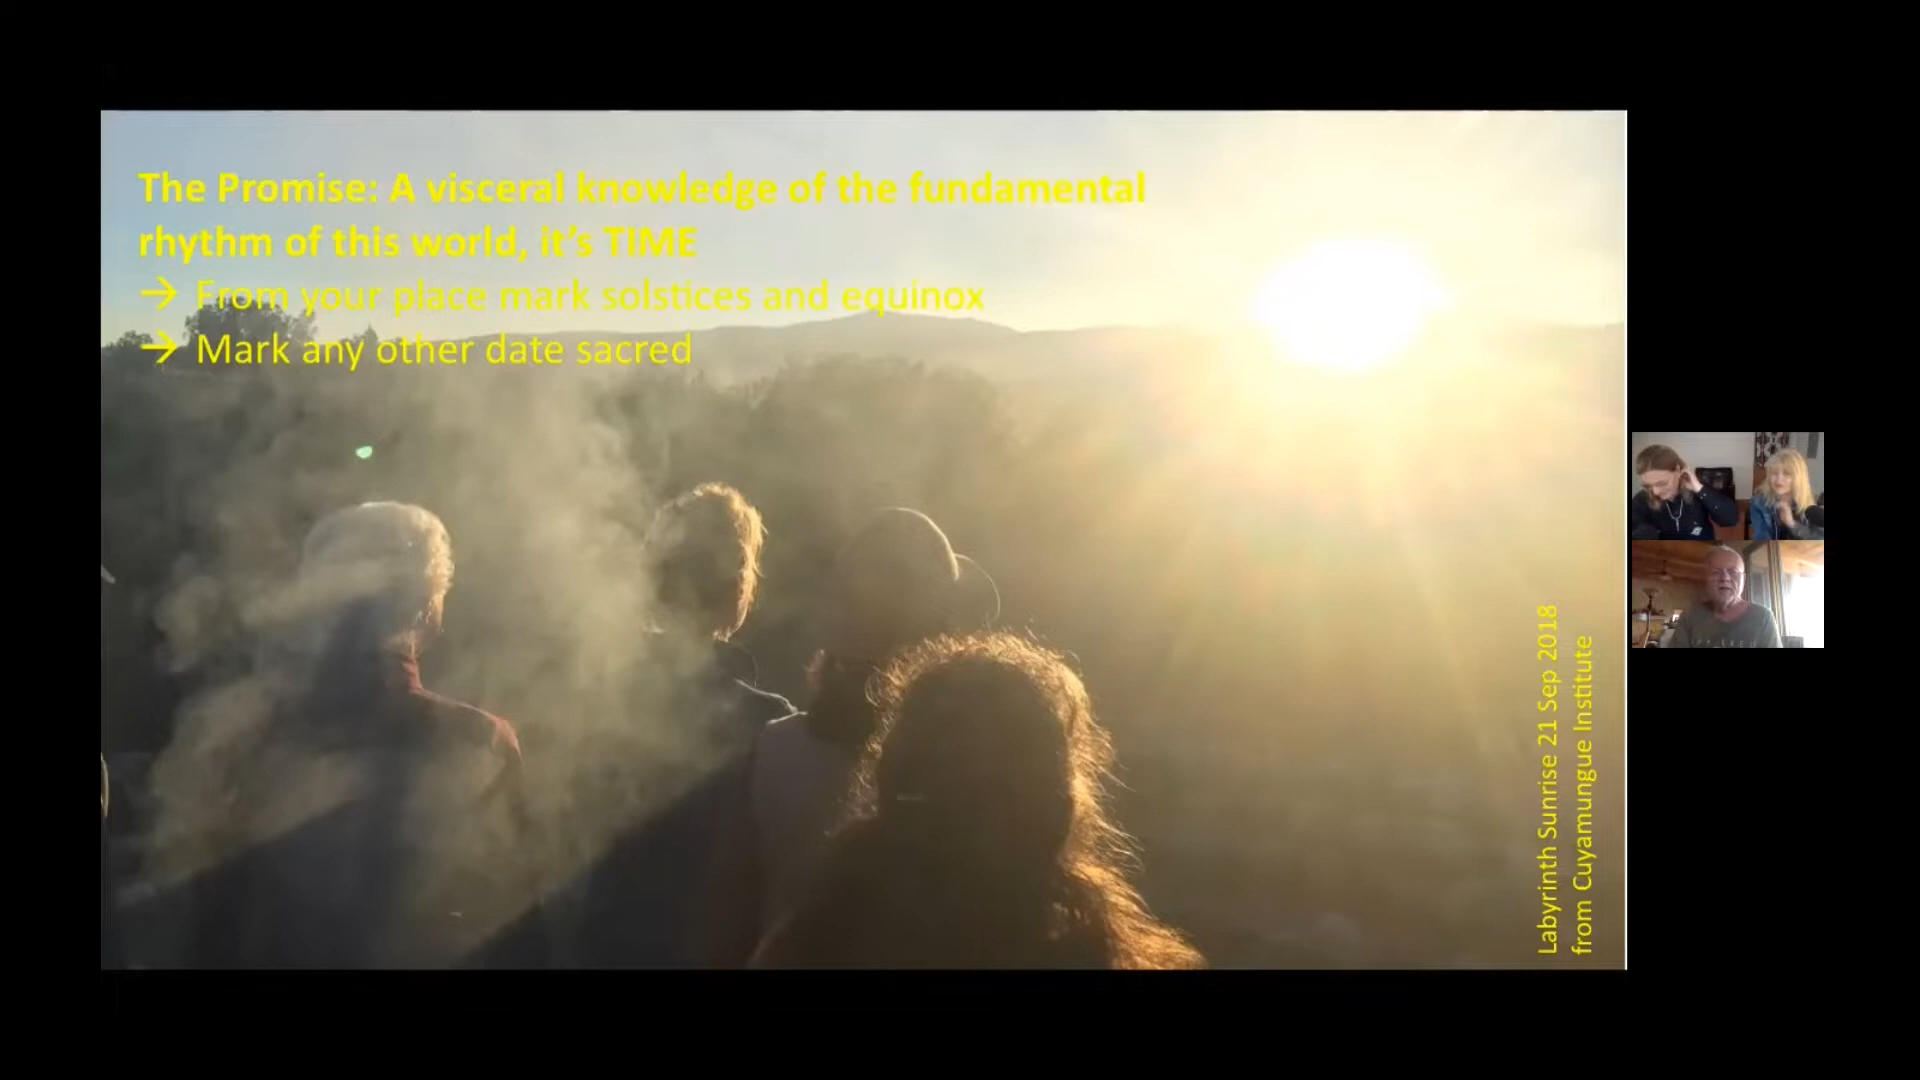 The Promise: A visceral knowledge of the fundamental
rhythm of this world, it's TIME
→ From your place mark solstices and equinox
→ Mark any other date sacred
Labyrinth Sunrise 21 Sep 2018
from Cuyamungue Institute